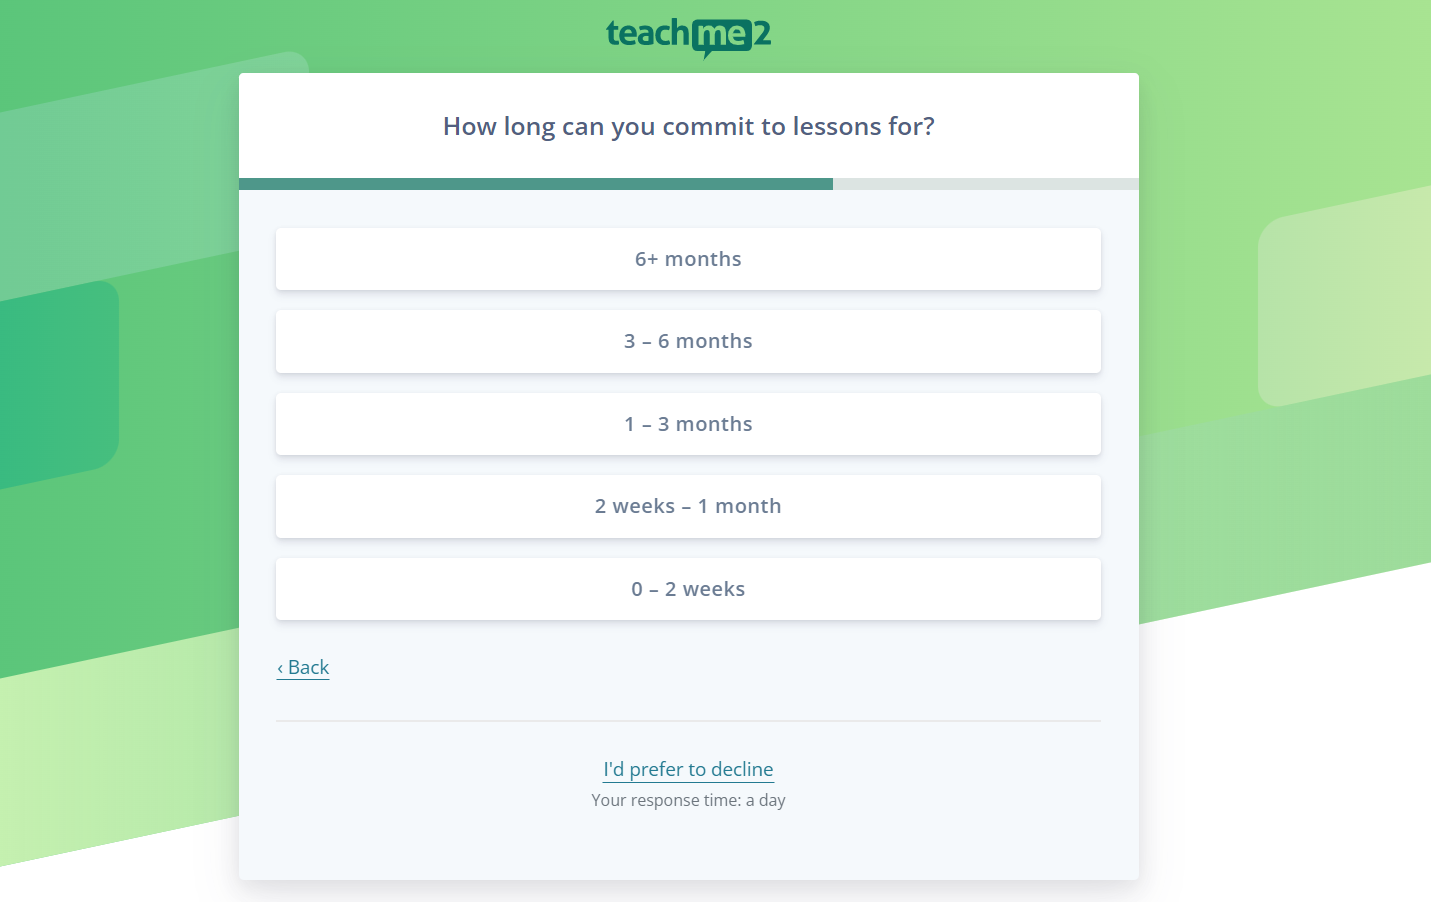 teachme2
How long can you commit to lessons for?
6+ months
3 – 6 months
1 – 3 months
2 weeks – 1 month
0 – 2 weeks
‹ Back
I'd prefer to decline
Your response time: a day